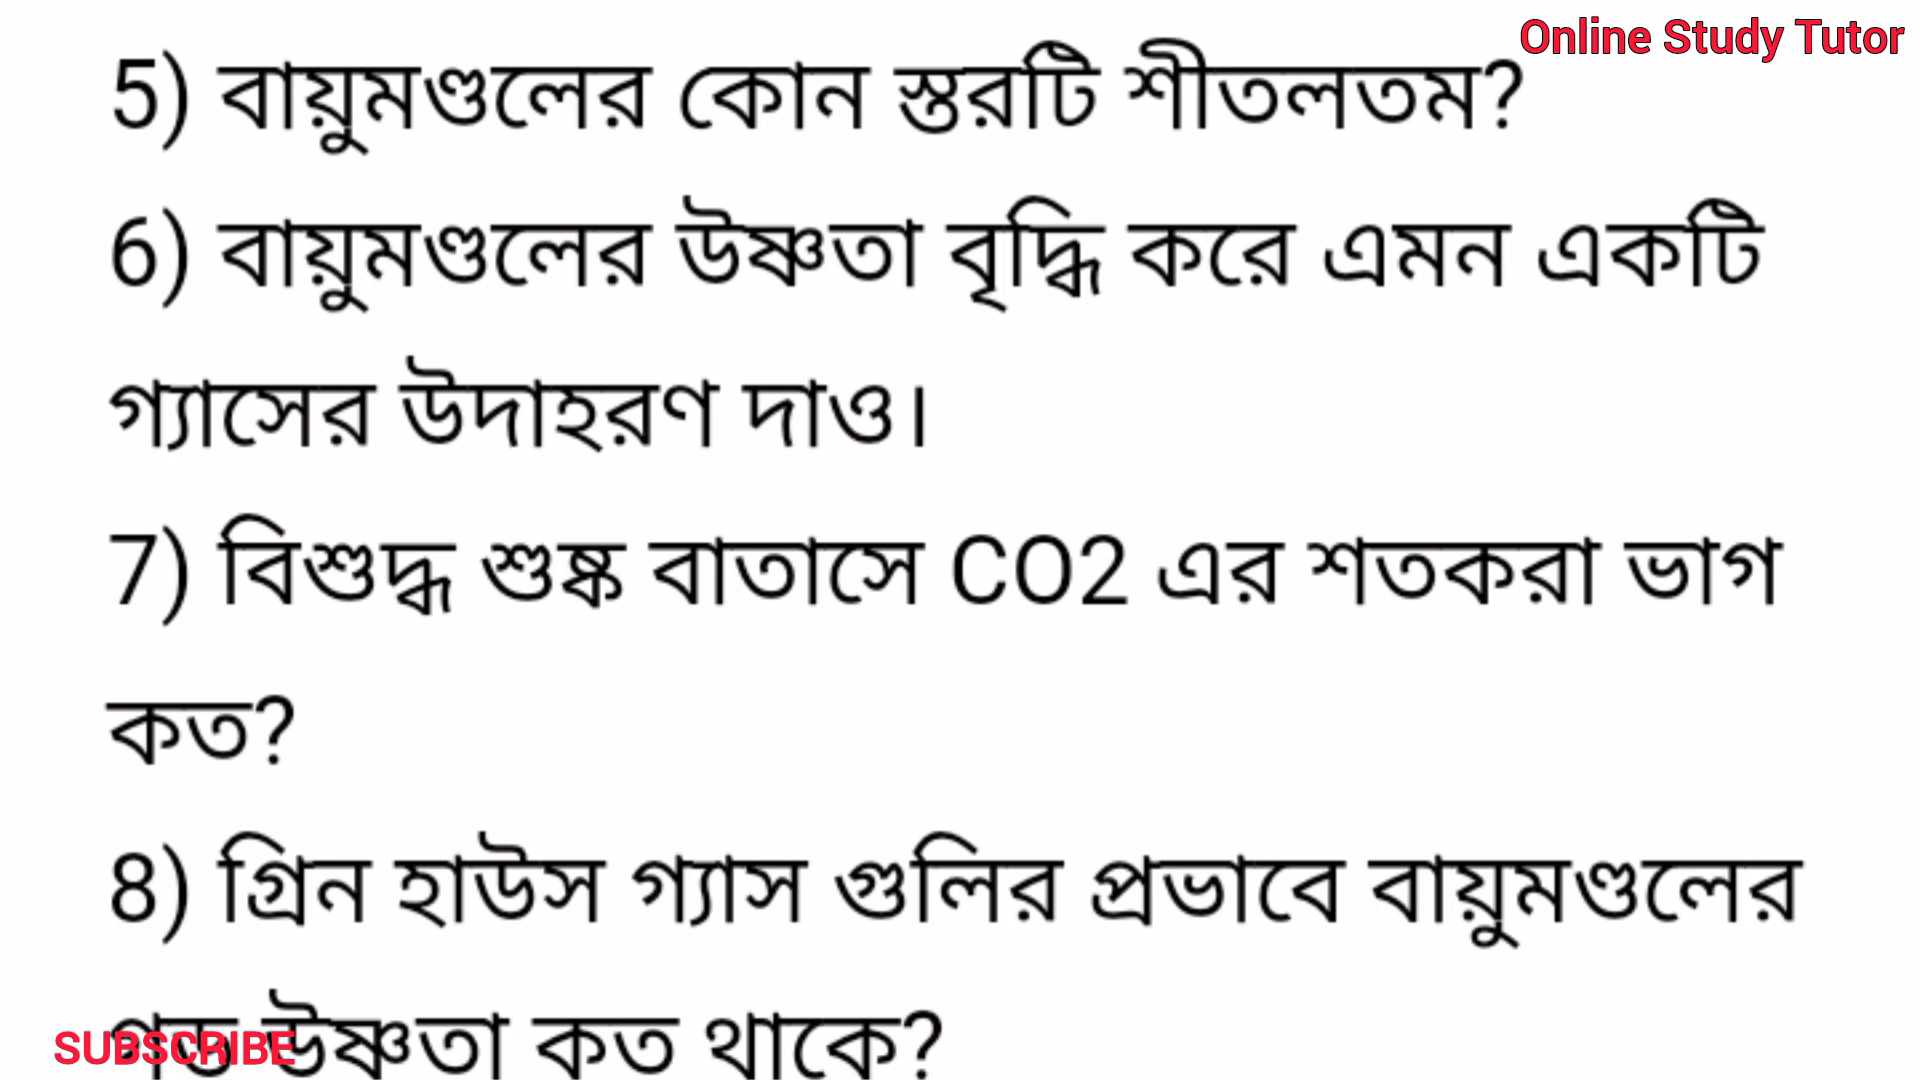 Online Study Tutor
5) বায়ুমণ্ডলের কোন স্তরটি শীতলতম?
6) বায়ুমণ্ডলের উষ্ণতা বৃদ্ধি করে এমন একটি
গ্যাসের উদাহরণ দাও।
7) বিশুদ্ধ শুষ্ক বাতাসে CO2 এর শতকরা ভাগ
কত?
8) গ্রিন হাউস গ্যাস গুলির প্রভাবে বায়ুমণ্ডলের
গড় উষ্ণতা কত থাকে?
SUBSCRIBE